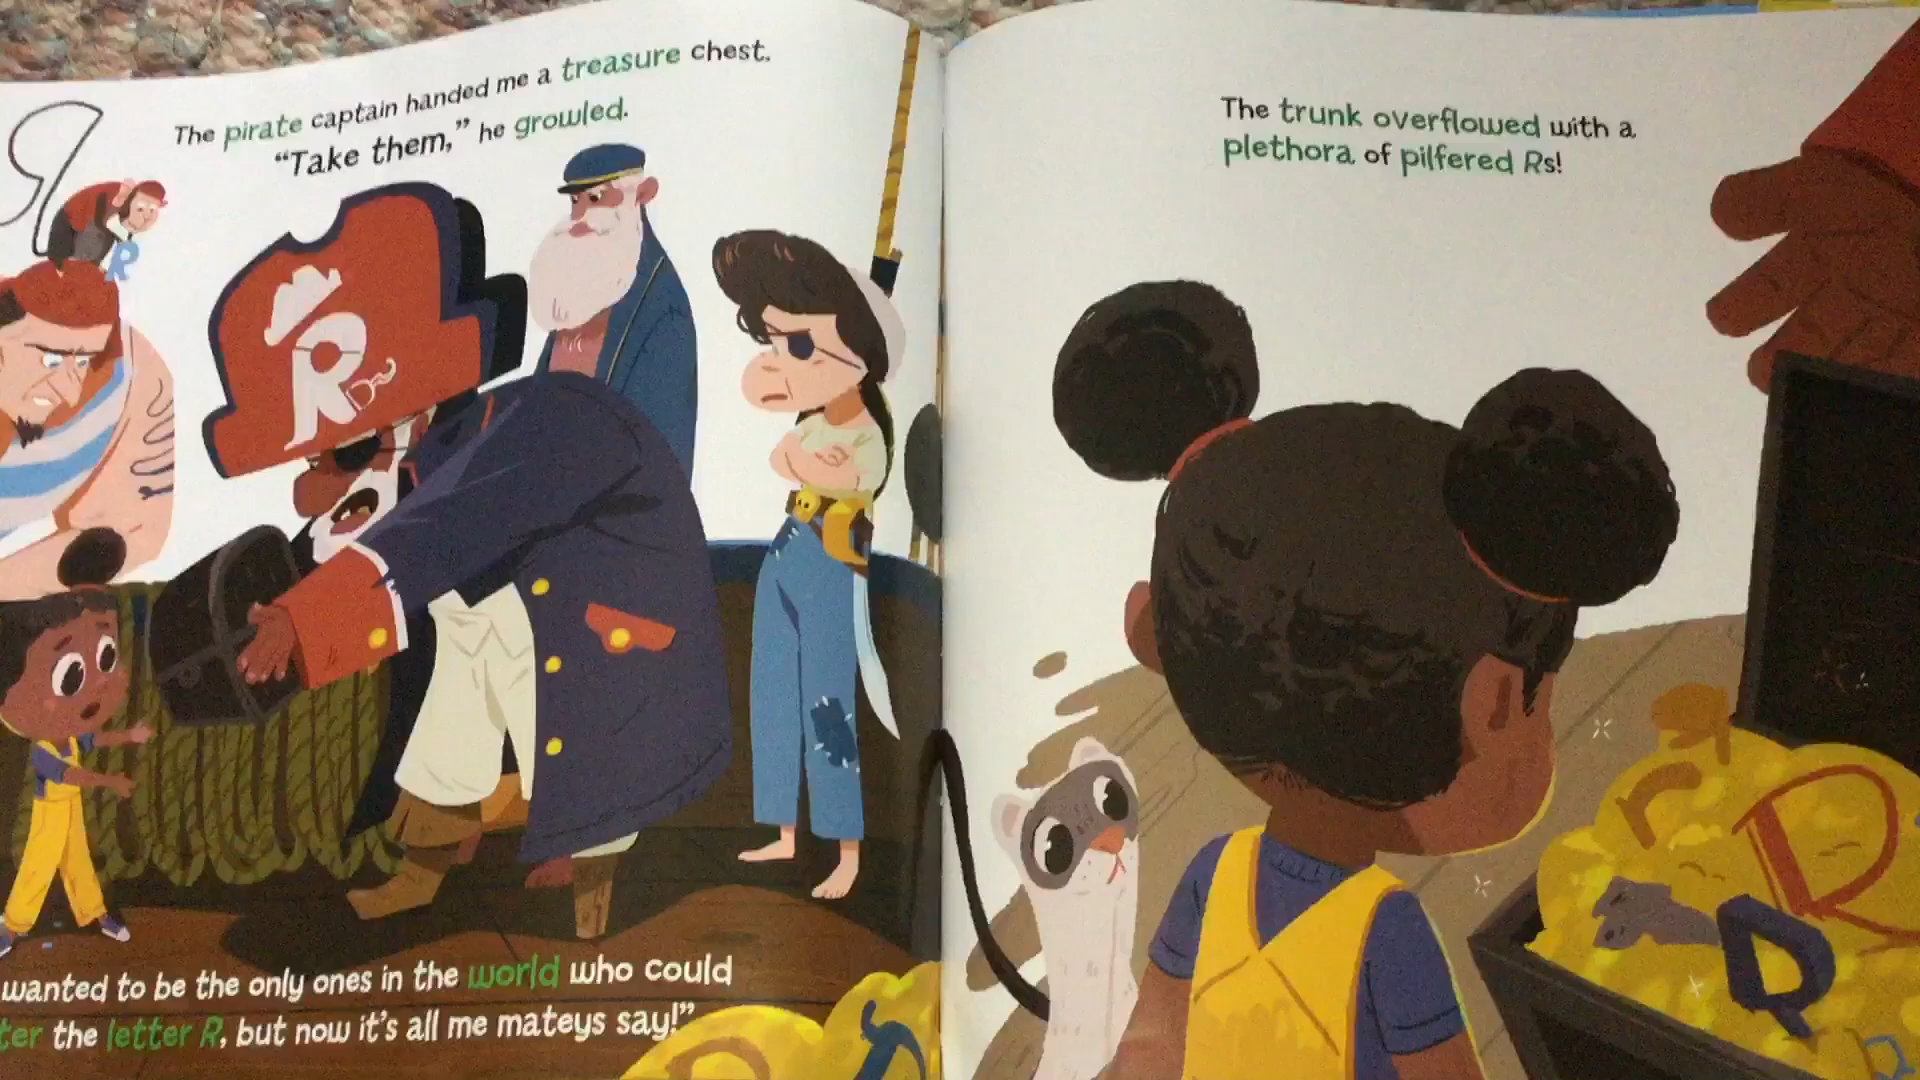 The pirate captain handed me a treasure chest.
“Take them,” he growled.
R
R
wanted to be the only ones in the world who could
the letter R, but now it’s all me mateys say!”
The trunk overflowed with a
plethora of pilfered Rs!
r
R
R